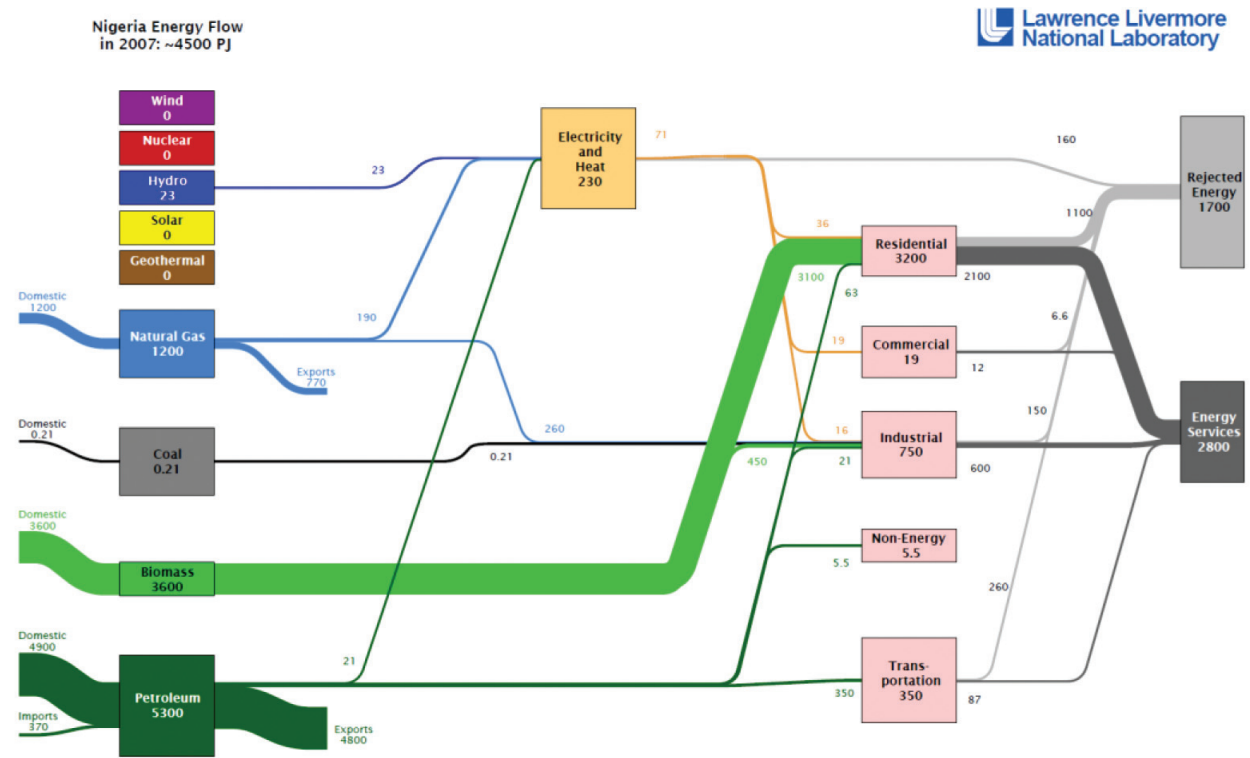 Nigeria Energy Flow
in 2007: ~4500 PJ
Lawrence Livermore
National Laboratory
Wind
0
Nuclear
0
Hydro
23
Solar
0
Geothermal
0
Domestic
1200
Natural Gas
1200
Exports
770
Domestic
0.21
Coal
0.21
Domestic
3600
Biomass
3600
Domestic
4900
Imports
370
Petroleum
5300
Exports
4800
23
190
260
0.21
21
Electricity
and
Heat
230
71
36
3100
63
19
16
450
21
5.5
350
Residential
3200
Commercial
19
Industrial
750
Non-Energy
5.5
Trans-
portation
350
160
1100
2100
6.6
12
150
600
260
87
Rejected
Energy
1700
Energy
Services
2800